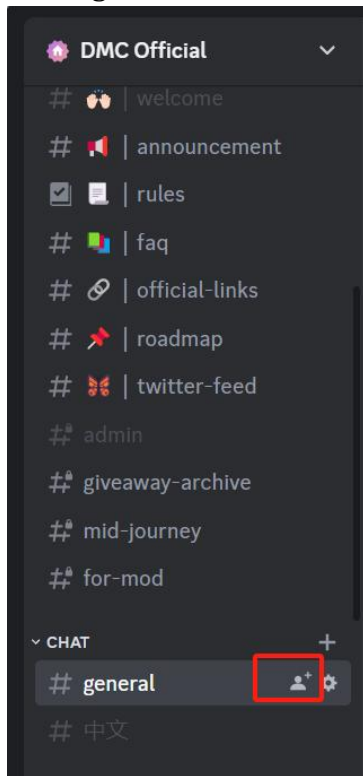 DMC Official
welcome
announcement
rules
faq
official-links
roadmap
twitter-feed
admin
giveaway-archive
mid-journey
for-mod
CHAT
general
中文